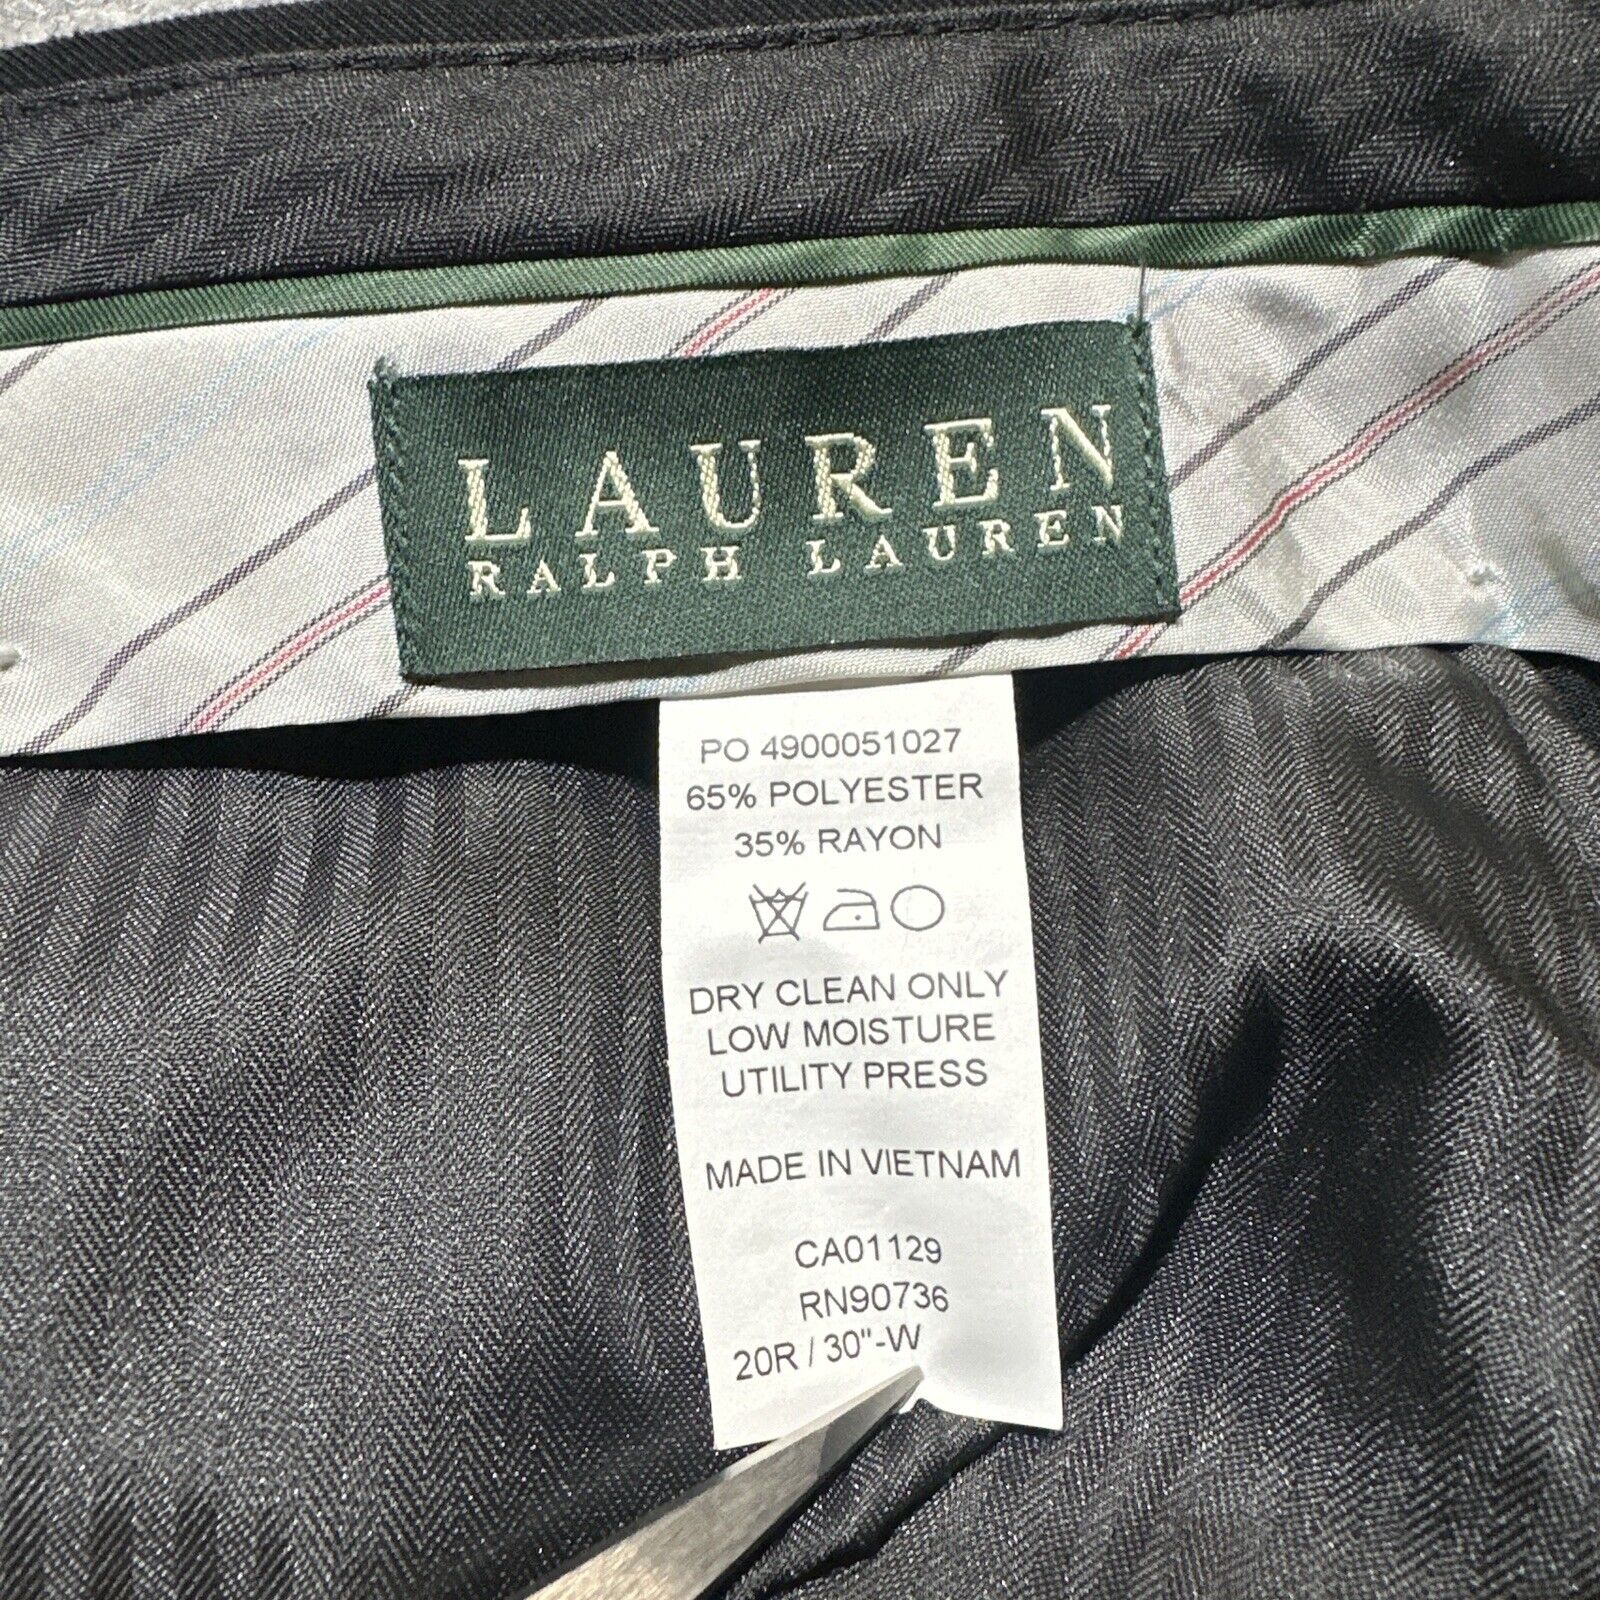 LAUREN
RALPH LAUREN
PO 4900051027
65% POLYESTER
35% RAYON
DRY CLEAN ONLY
LOW MOISTURE
UTILITY PRESS
MADE IN VIETNAM
CA01129
RN90736
20R / 30"-W